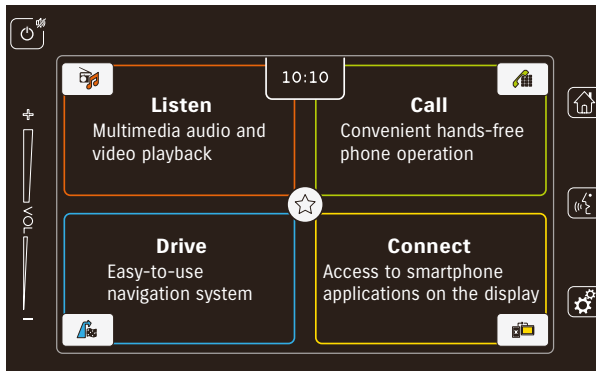 10:10
Listen
Multimedia audio and
video playback
Call
Convenient hands-free
phone operation
+
VOL
−
Drive
Easy-to-use
navigation system
Connect
Access to smartphone
applications on the display